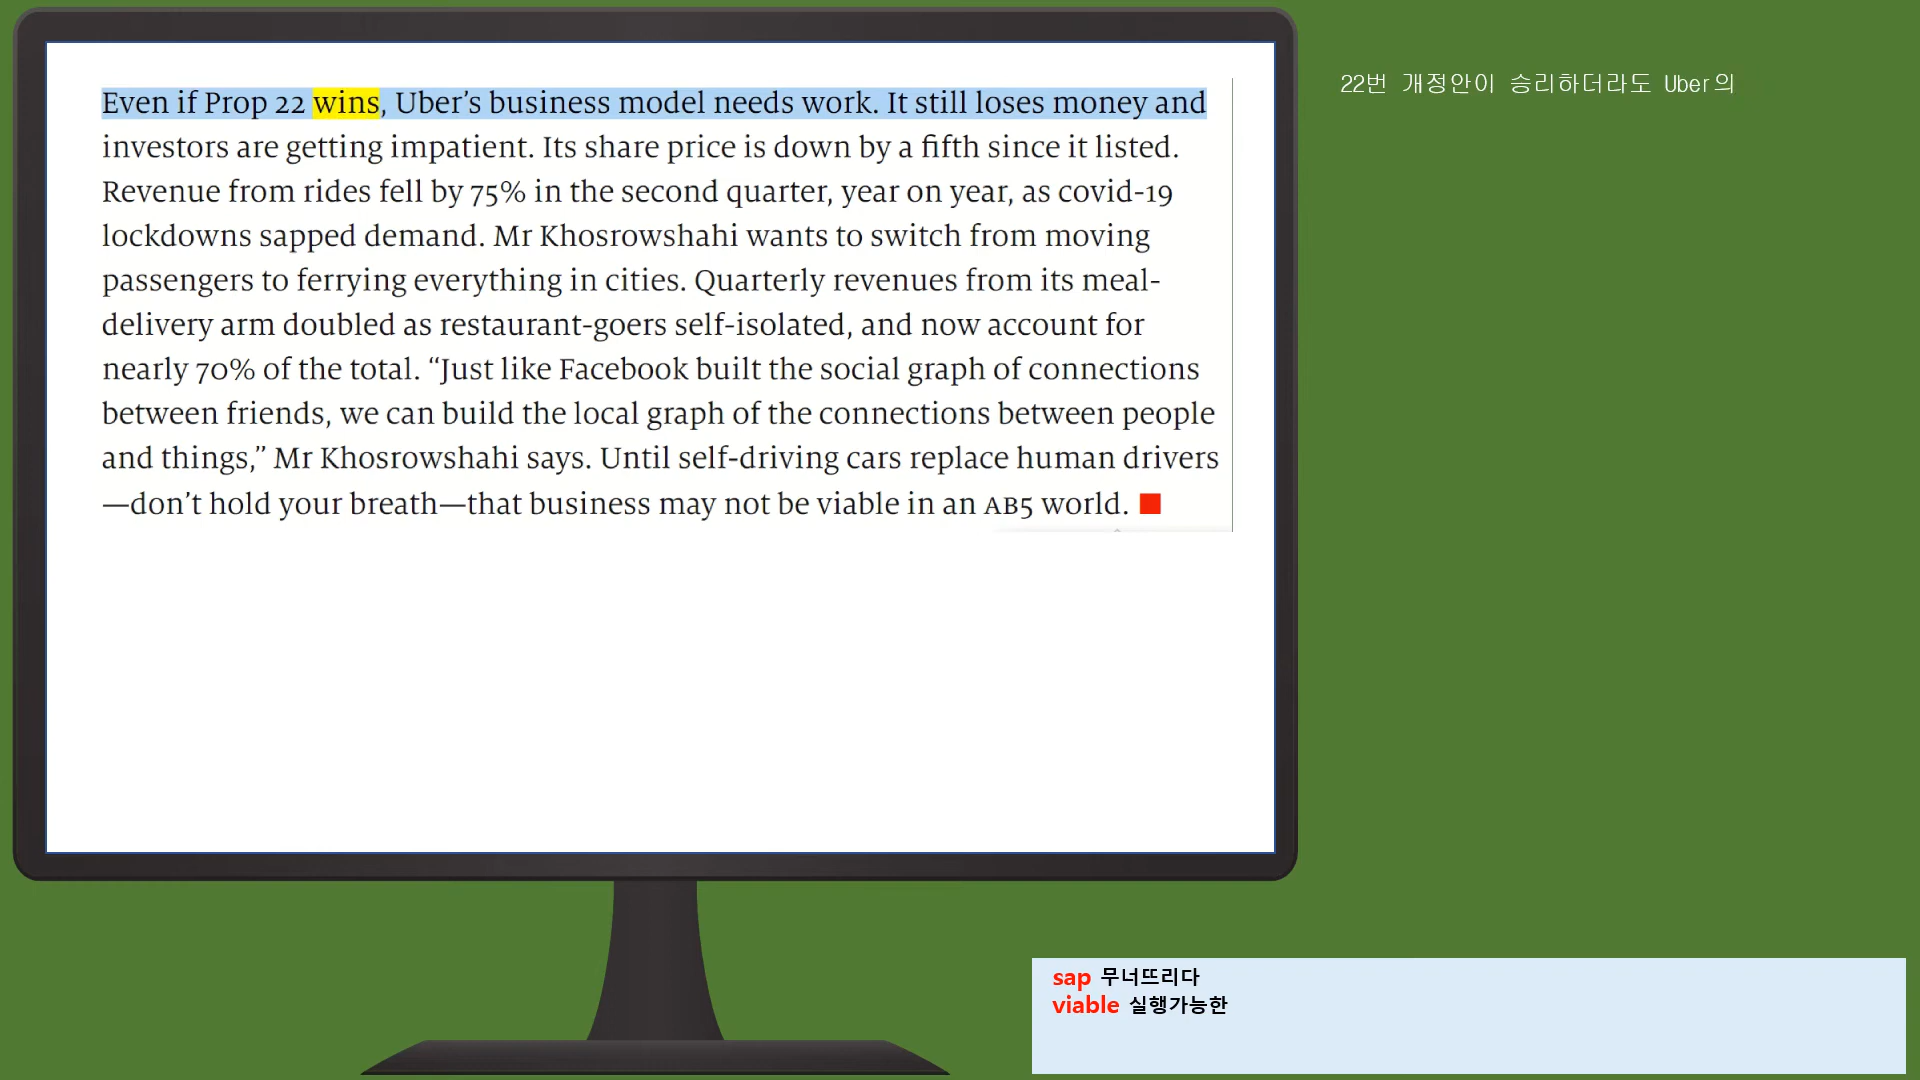 Even if Prop 22 wins, Uber’s business model needs work. It still loses money and
investors are getting impatient. Its share price is down by a fifth since it listed.
Revenue from rides fell by 75% in the second quarter, year on year, as covid-19
lockdowns sapped demand. Mr Khosrowshahi wants to switch from moving
passengers to ferrying everything in cities. Quarterly revenues from its meal-
delivery arm doubled as restaurant-goers self-isolated, and now account for
nearly 70% of the total. “Just like Facebook built the social graph of connections
between friends, we can build the local graph of the connections between people
and things,” Mr Khosrowshahi says. Until self-driving cars replace human drivers
—don’t hold your breath—that business may not be viable in an AB5 world.
22번 개정안이 승리하더라도 Uber의
sap 무너뜨리다
viable 실행가능한